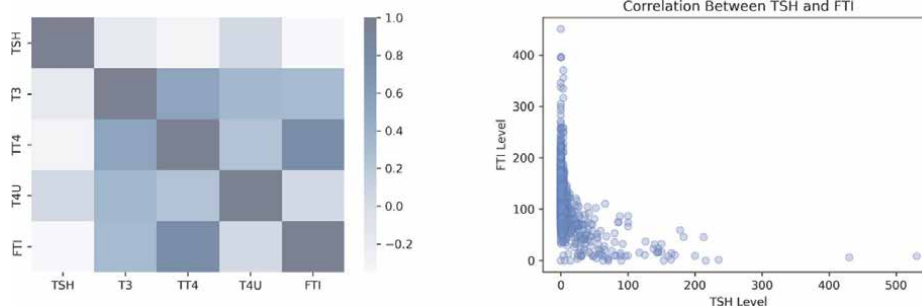 TSH
T3
TT4
T4U
FTI
TSH
T3
TT4
T4U
FTI
1.0
0.8
0.6
0.4
0.2
0.0
−0.2
Correlation Between TSH and FTI
FTI Level
400
300
200
100
0
0
100
200
300
400
500
TSH Level